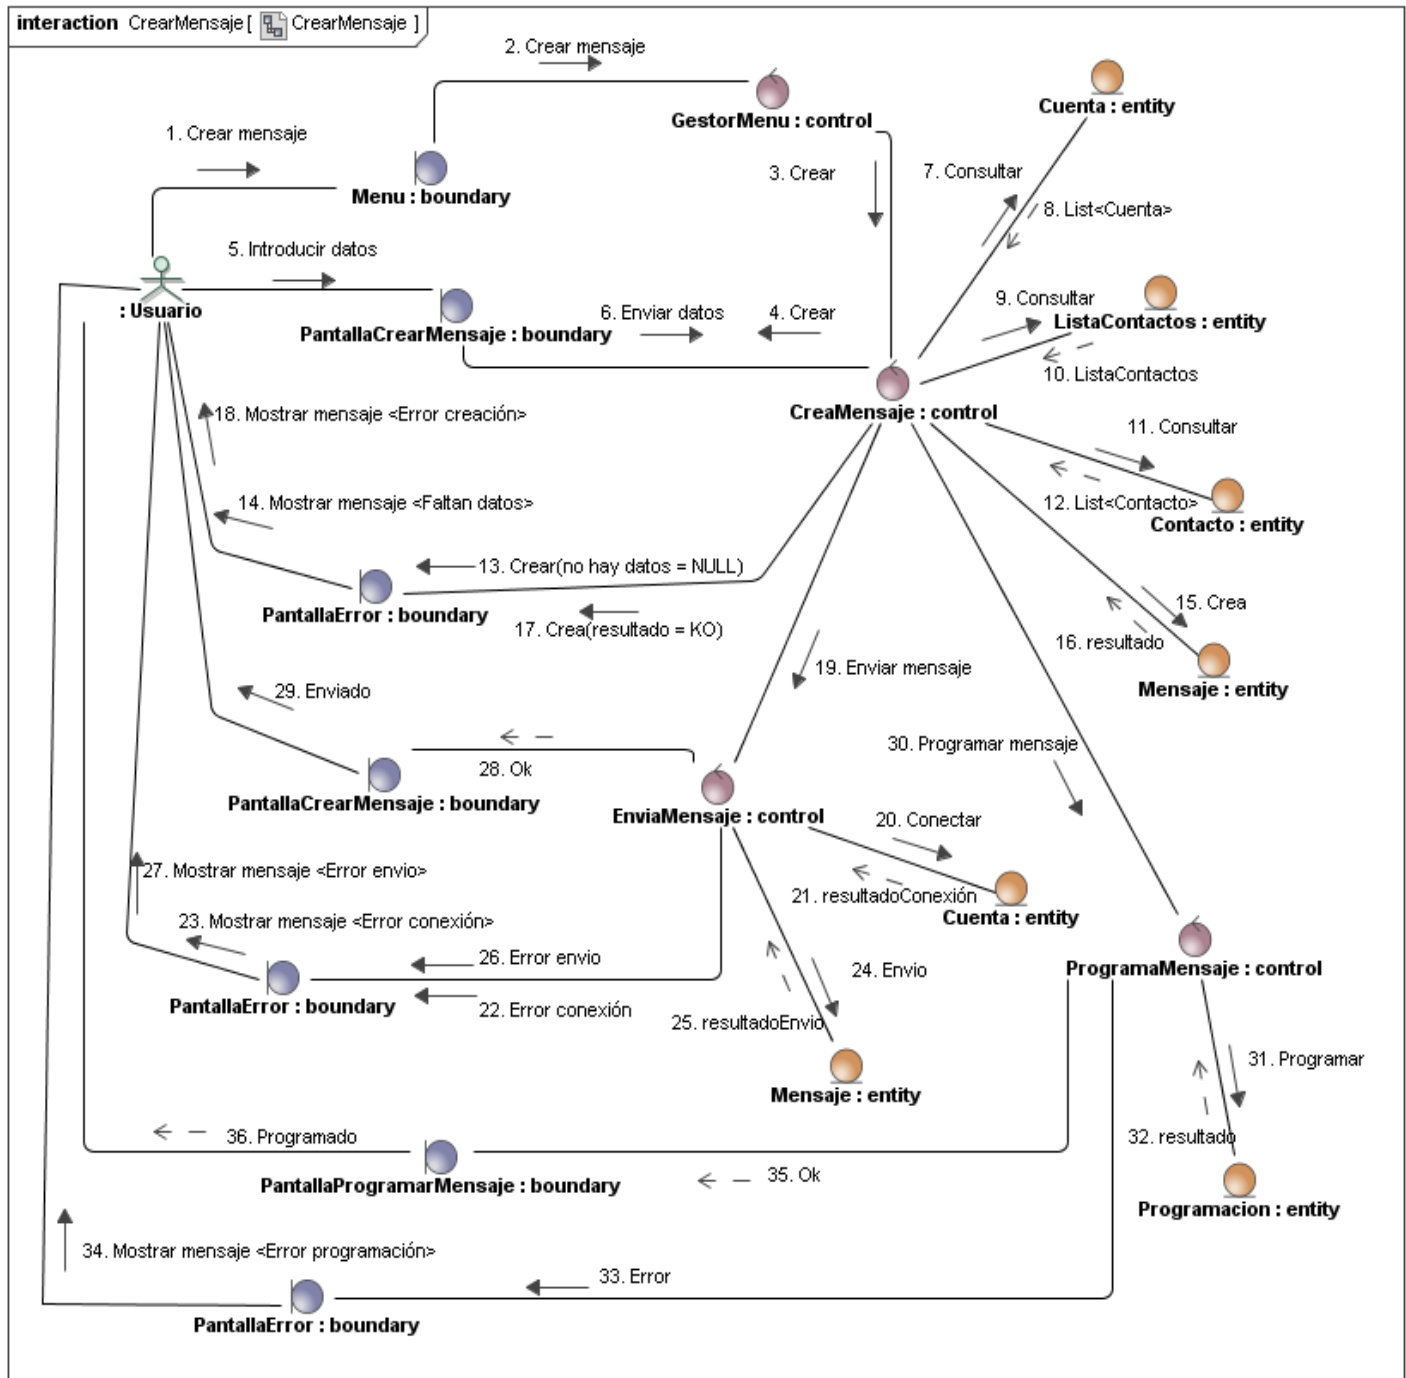 interaction CrearMensaje[ CrearMensaje ]
2. Crear mensaje
Cuenta : entity
GestorMenu : control
1. Crear mensaje
3. Crear
7. Consultar
Menu : boundary
8. List<Cuenta>
5. Introducir datos
: Usuario
9. Consultar
6. Enviar datos
4. Crear
ListaContactos : entity
PantallaCrearMensaje : boundary
10. ListaContactos
18. Mostrar mensaje <Error creación>
CreaMensaje : control
11. Consultar
14. Mostrar mensaje <Faltan datos>
12. List<Contacto>
Contacto : entity
13. Crear(no hay datos = NULL)
PantallaError : boundary
15. Crea
17. Crea(resultado = KO)
16. resultado
19. Enviar mensaje
29. Enviado
Mensaje : entity
30. Programar mensaje
28. Ok
PantallaCrearMensaje : boundary
EnviaMensaje : control
20. Conectar
27. Mostrar mensaje <Error envio>
21. resultadoConexión
23. Mostrar mensaje <Error conexión>
Cuenta : entity
26. Error envio
24. Envio
ProgramaMensaje : control
PantallaError : boundary
22. Error conexión
25. resultadoEnvio
31. Programar
Mensaje : entity
36. Programado
32. resultado
35. Ok
PantallaProgramarMensaje : boundary
Programacion : entity
34. Mostrar mensaje <Error programación>
33. Error
PantallaError : boundary